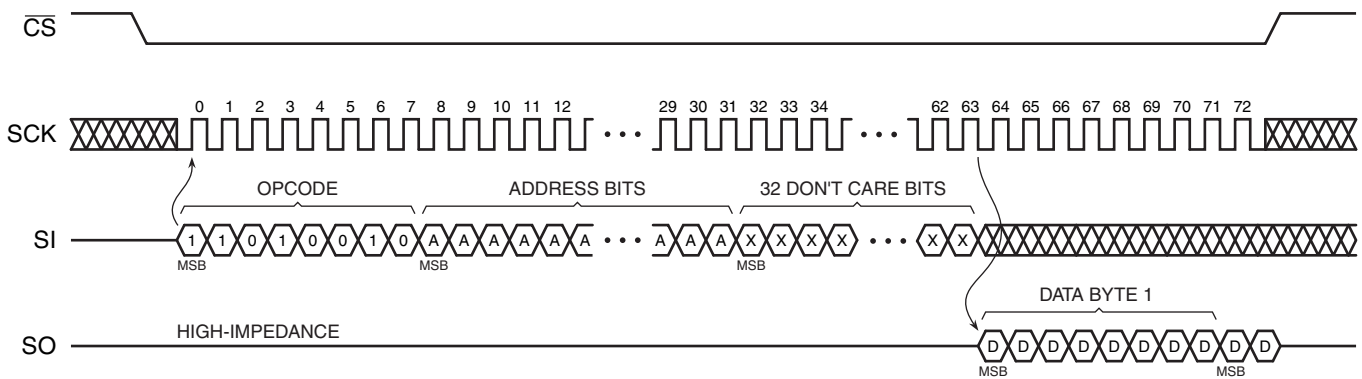 CS
0 1 2 3 4 5 6 7 8 9 10 11 12 29 30 31 32 33 34 62 63 64 65 66 67 68 69 70 71 72
SCK
OPCODE ADDRESS BITS 32 DON'T CARE BITS
SI 1 1 0 1 0 0 1 0 A A A A A A A A A X X X X X X
MSB MSB MSB
DATA BYTE 1
HIGH-IMPEDANCE
SO D D D D D D D D D D
MSB MSB